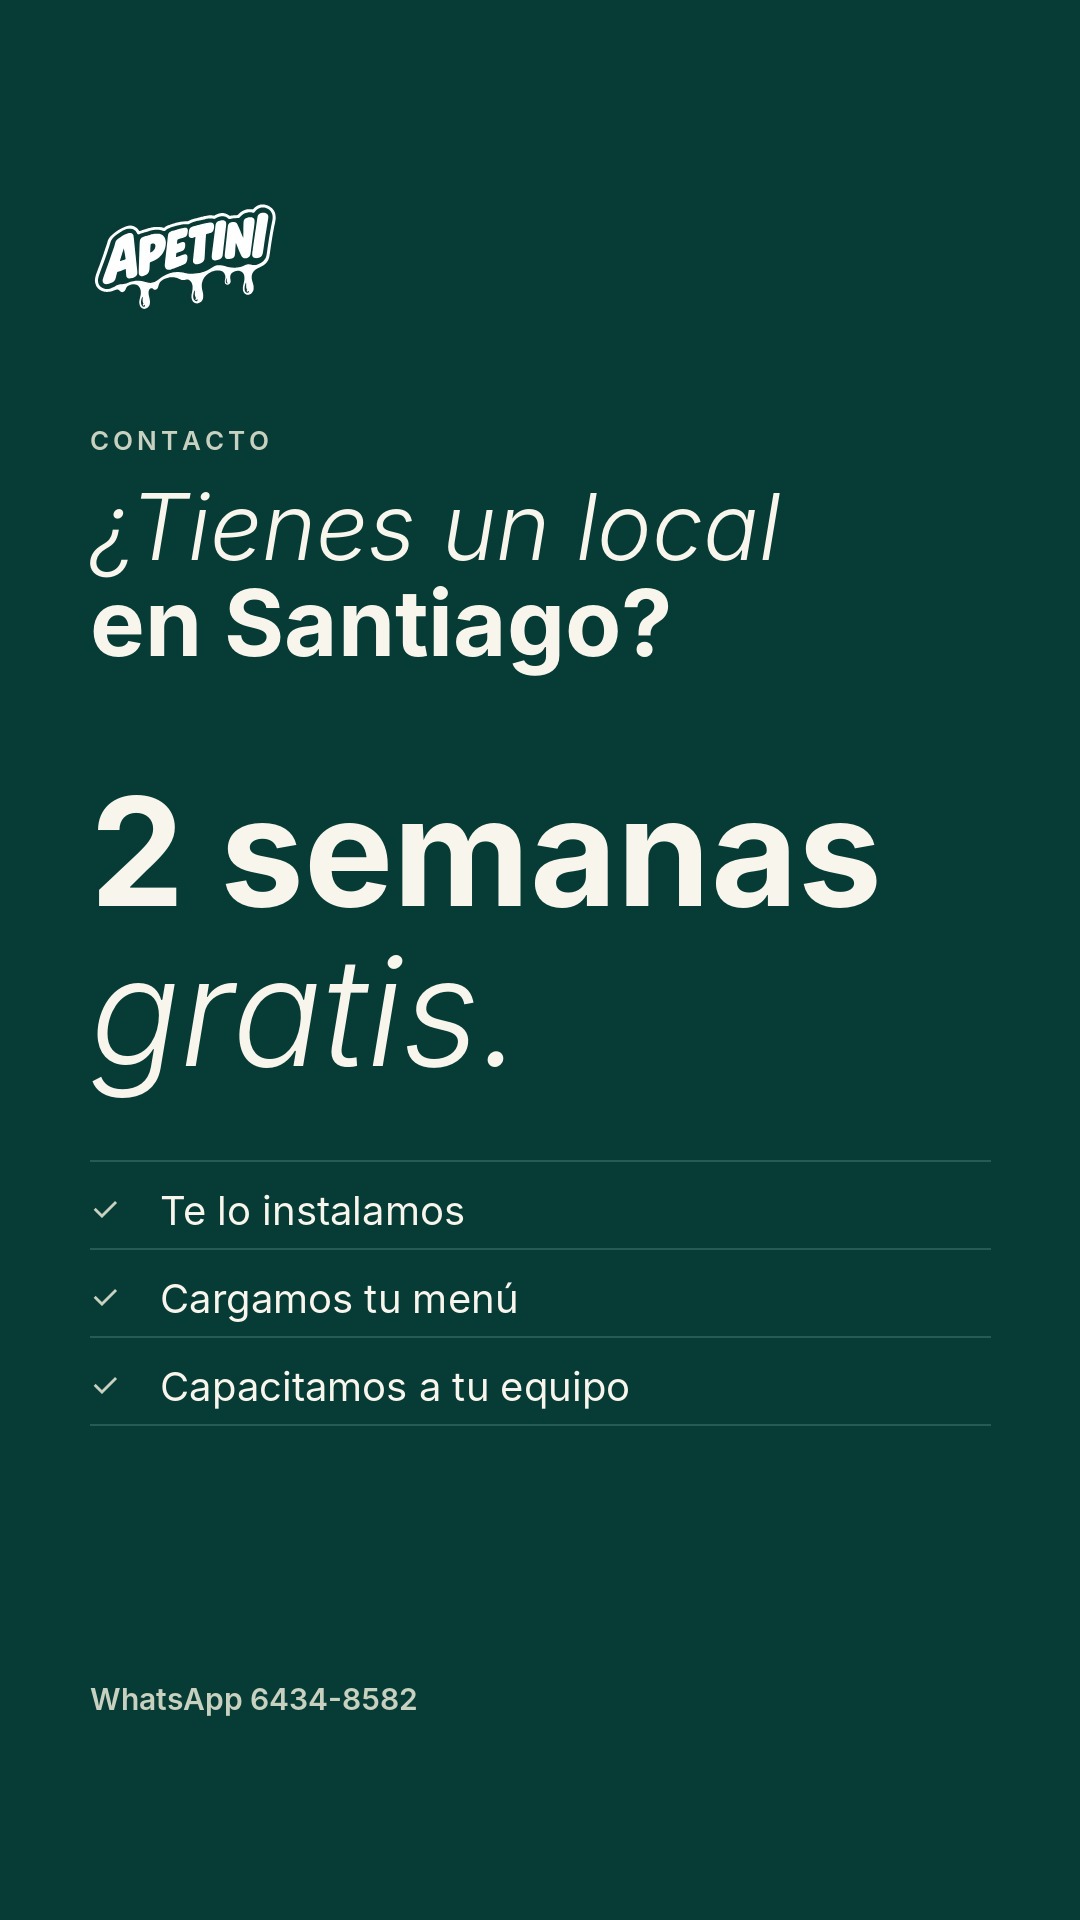 APETINI
CONTACTO
¿Tienes un local
en Santiago?
2 semanas
gratis.
Te lo instalamos
Cargamos tu menú
Capacitamos a tu equipo
WhatsApp 6434-8582